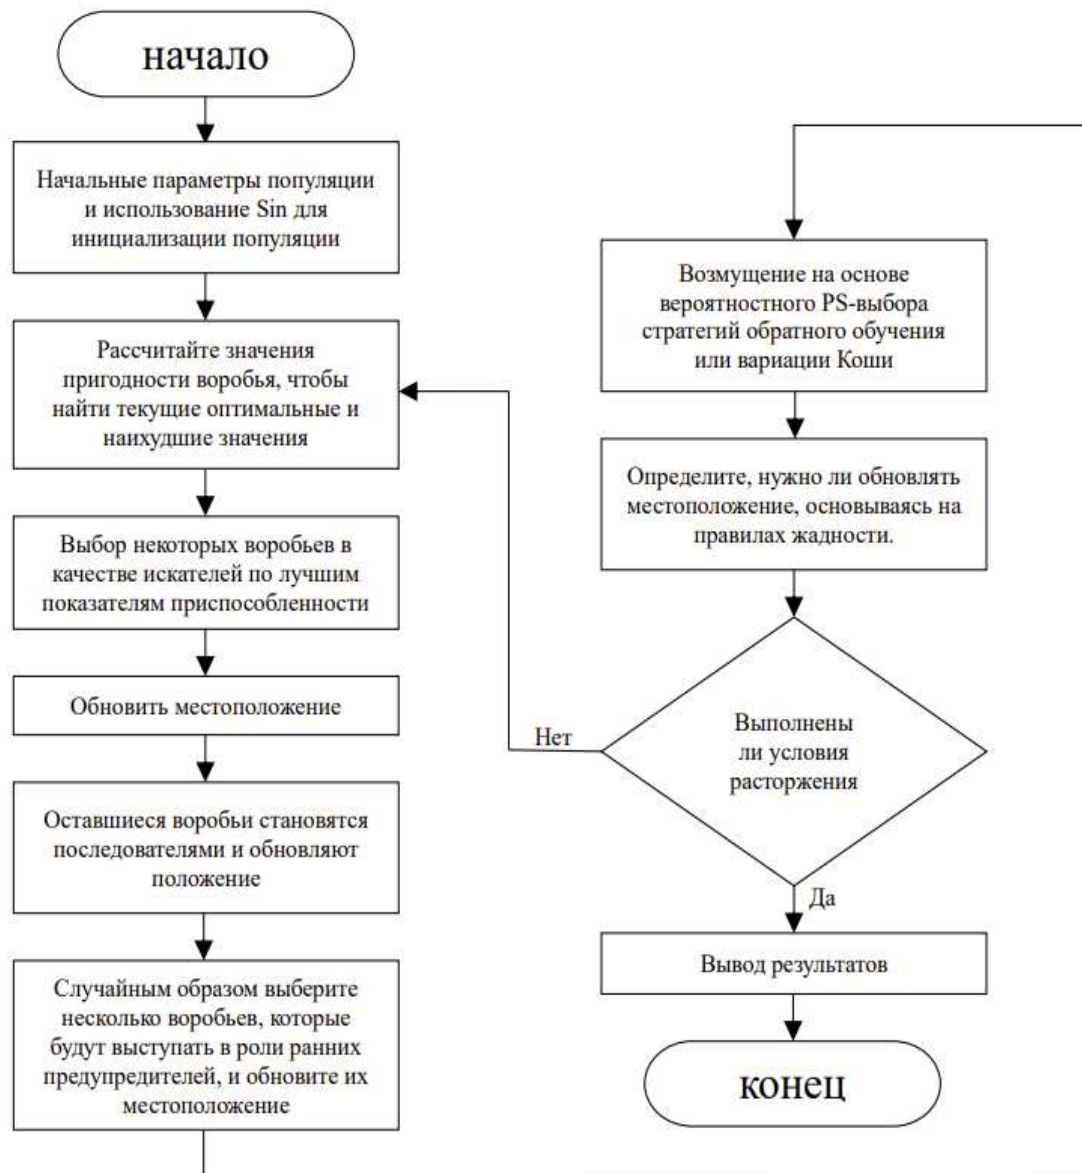 начало
Начальные параметры популяции
и использование Sin для
инициализации популяции
Рассчитайте значения
пригодности воробья, чтобы
найти текущие оптимальные и
наихудшие значения
Выбор некоторых воробьев в
качестве искателей по лучшим
показателям приспособленности
Обновить местоположение
Оставшиеся воробьи становятся
последователями и обновляют
положение
Случайным образом выберите
несколько воробьев, которые
будут выступать в роли ранних
предупредителей, и обновите их
местоположение
Возмущение на основе
вероятностного PS-выбора
стратегий обратного обучения
или вариации Коши
Определите, нужно ли обновлять
местоположение, основываясь на
правилах жадности.
Выполнены
ли условия
расторжения
Нет
Да
Вывод результатов
конец